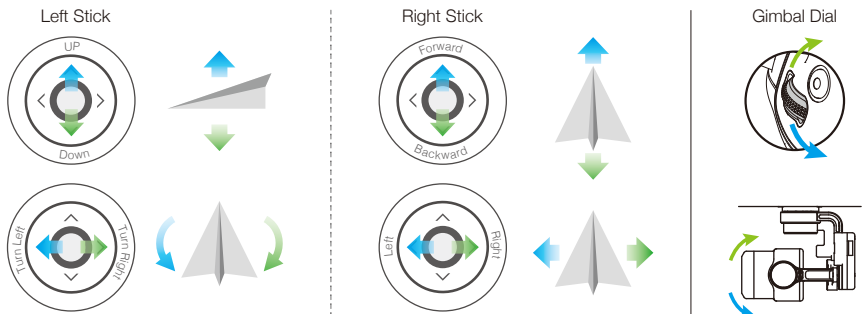 Left Stick
Right Stick
Gimbal Dial
UP
Down
Forward
Backward
Turn Left
Turn Right
Left
Right